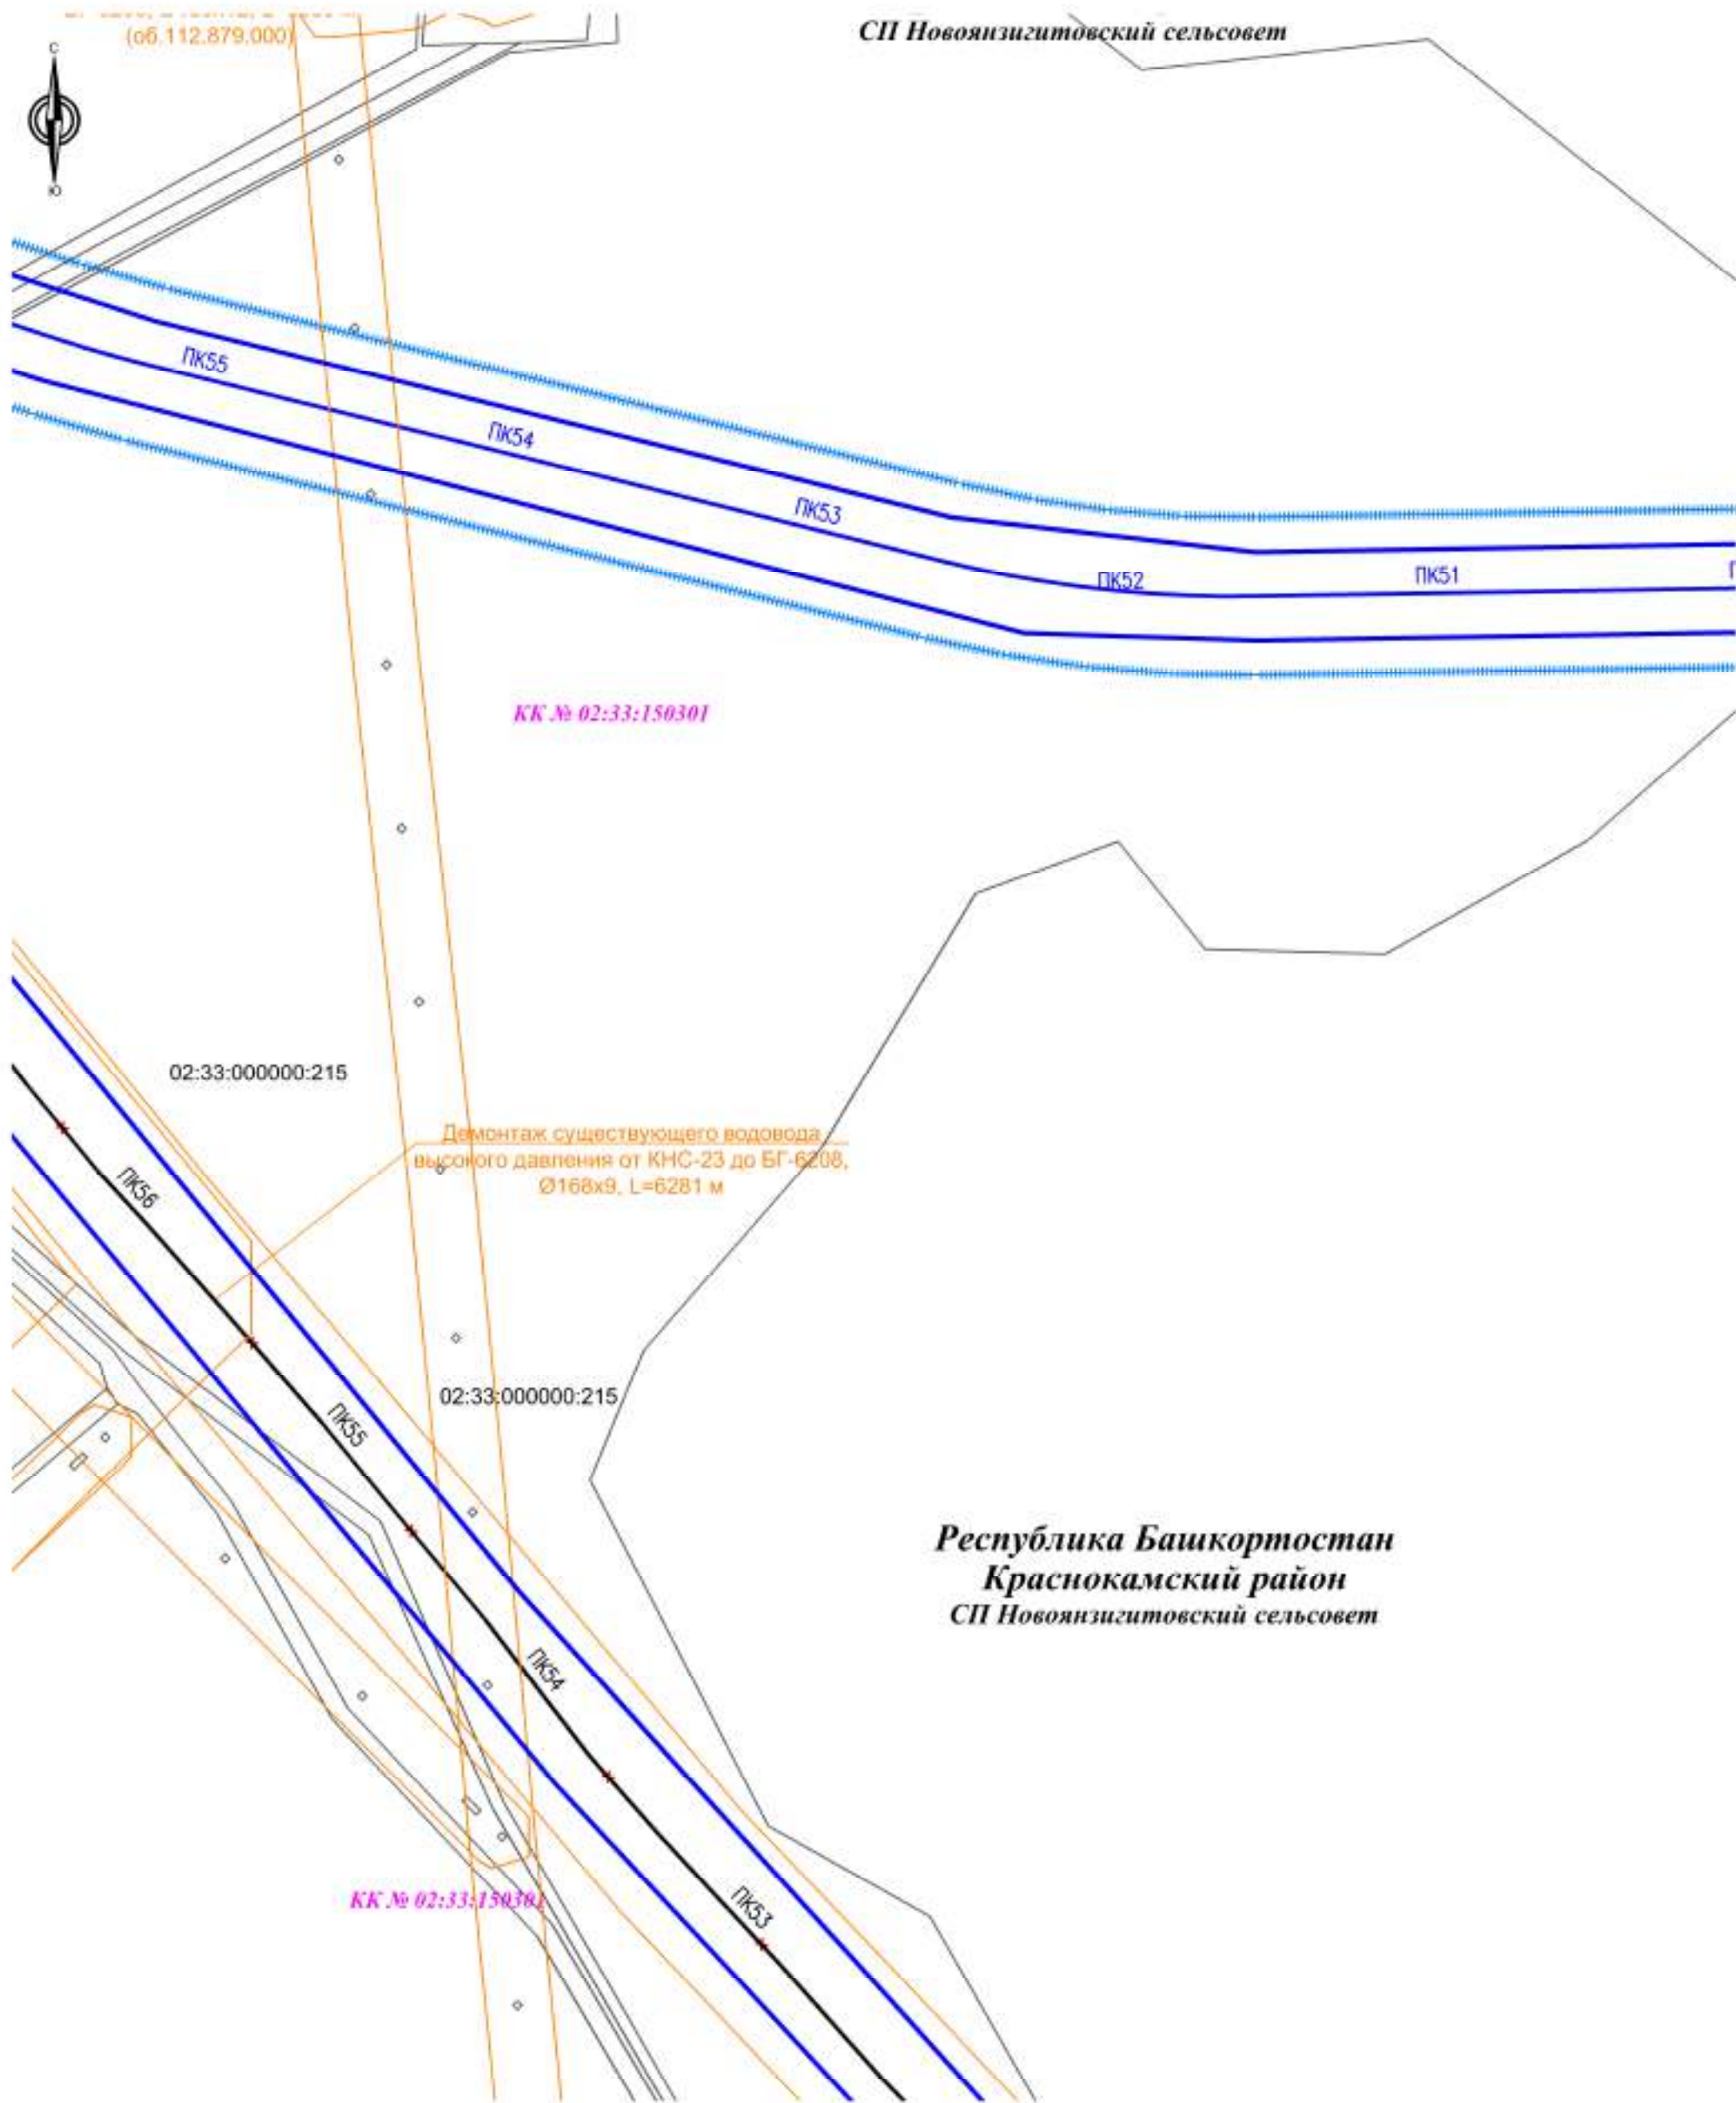 (об.112.879.000)
СП Новоянзигитовский сельсовет
С
Ю
ПК55
ПК54
ПК53
ПК52
ПК51
КК № 02:33:150301
02:33:000000:215
Демонтаж существующего водовода
высокого давления от КНС-23 до БГ-6208,
Ø168х9, L=6281 м
ПК56
02:33:000000:215
ПК55
Республика Башкортостан
Краснокамский район
СП Новоянзигитовский сельсовет
ПК54
КК № 02:33:150301
ПК53